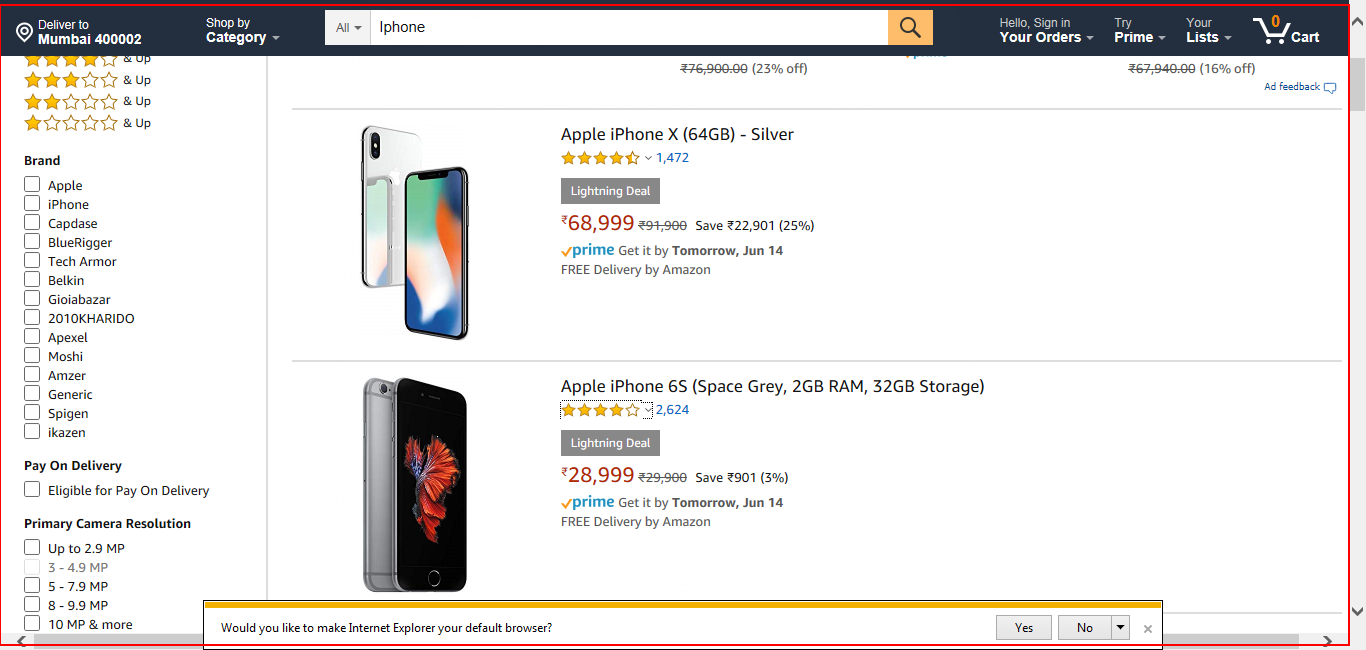 Deliver to
Mumbai 400002
Shop by
Category
All
Iphone
Hello, Sign in
Your Orders
Try
Prime
Your
Lists
0
Cart
& Up
& Up
& Up
& Up
Brand
Apple
iPhone
Capdase
BlueRigger
Tech Armor
Belkin
Gioiabazar
2010KHARIDO
Apexel
Moshi
Amzer
Generic
Spigen
ikazen
Pay On Delivery
Eligible for Pay On Delivery
Primary Camera Resolution
Up to 2.9 MP
3 - 4.9 MP
5 - 7.9 MP
8 - 9.9 MP
10 MP & more
₹76,900.00 (23% off)
prime
₹67,940.00 (16% off)
Ad feedback
Apple iPhone X (64GB) - Silver
1,472
Lightning Deal
₹68,999 ₹91,900 Save ₹22,901 (25%)
prime Get it by Tomorrow, Jun 14
FREE Delivery by Amazon
Apple iPhone 6S (Space Grey, 2GB RAM, 32GB Storage)
2,624
Lightning Deal
₹28,999 ₹29,900 Save ₹901 (3%)
prime Get it by Tomorrow, Jun 14
FREE Delivery by Amazon
Would you like to make Internet Explorer your default browser?
Yes
No